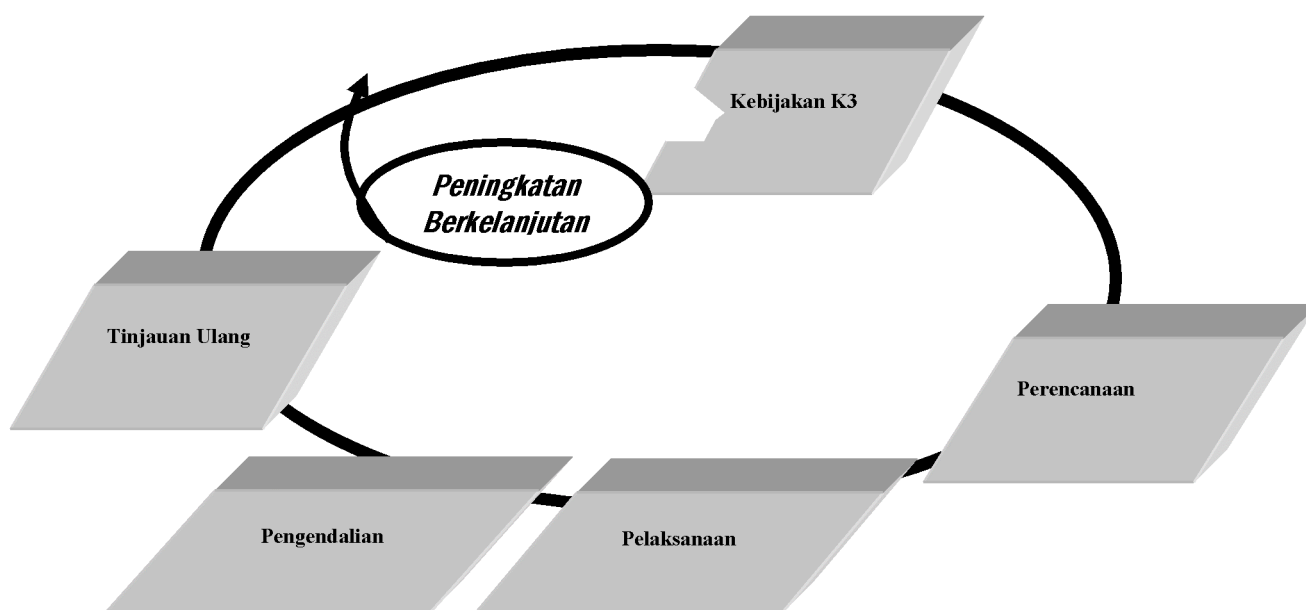 Kebijakan K3
Peningkatan
Berkelanjutan
Tinjauan Ulang
Perencanaan
Pengendalian
Pelaksanaan